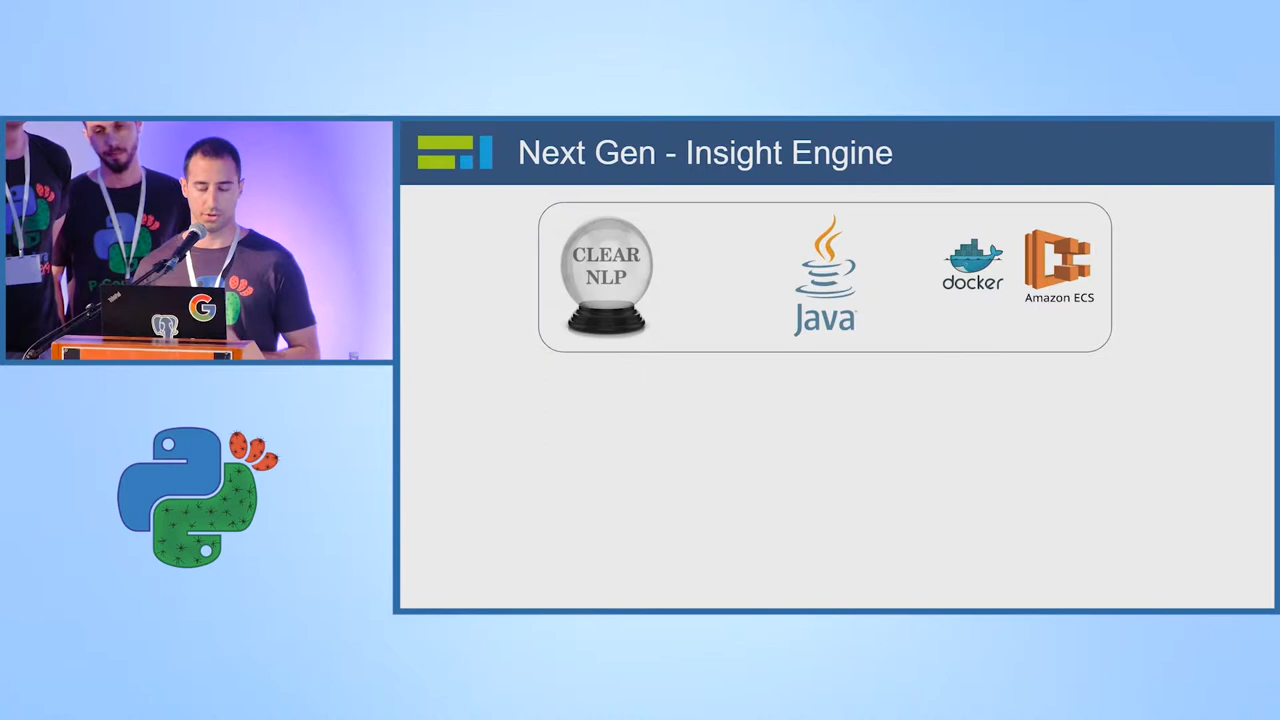 Next Gen - Insight Engine
CLEAR
NLP
Java
docker
Amazon ECS
G